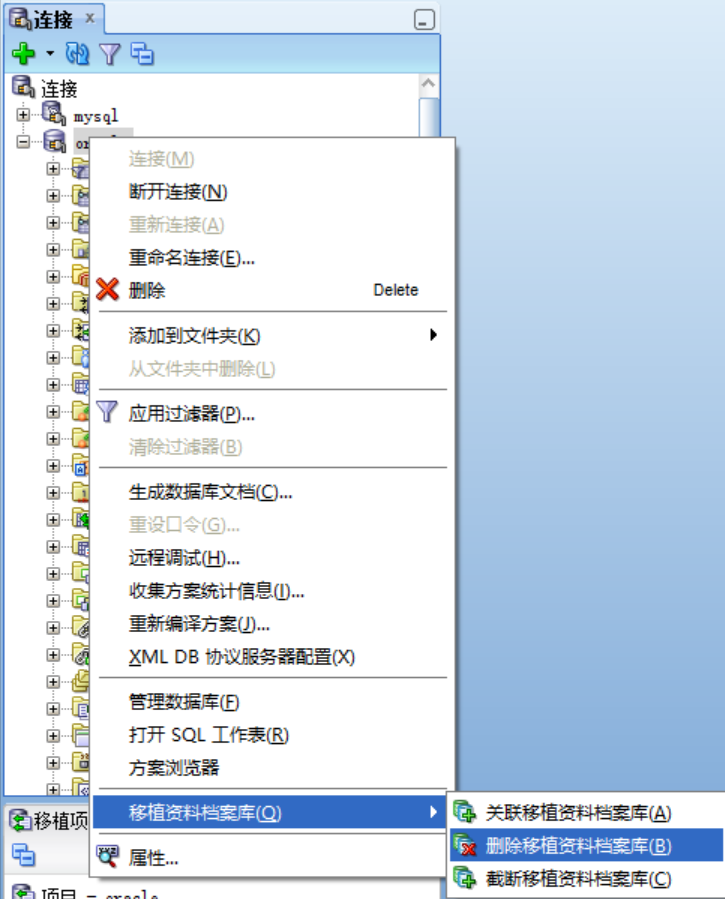 连接 ×
连接
mysql
连接(M)
断开连接(N)
重新连接(A)
重命名连接(E)...
删除 Delete
添加到文件夹(K)
从文件夹中删除(L)
应用过滤器(P)...
清除过滤器(B)
生成数据库文档(C)...
重设口令(G)...
远程调试(H)...
收集方案统计信息(I)...
重新编译方案(J)...
XML DB 协议服务器配置(X)
管理数据库(F)
打开 SQL 工作表(R)
方案浏览器
移植资料档案库(Q)
关联移植资料档案库(A)
移植项
删除移植资料档案库(B)
属性...
截断移植资料档案库(C)
项目 = oracle